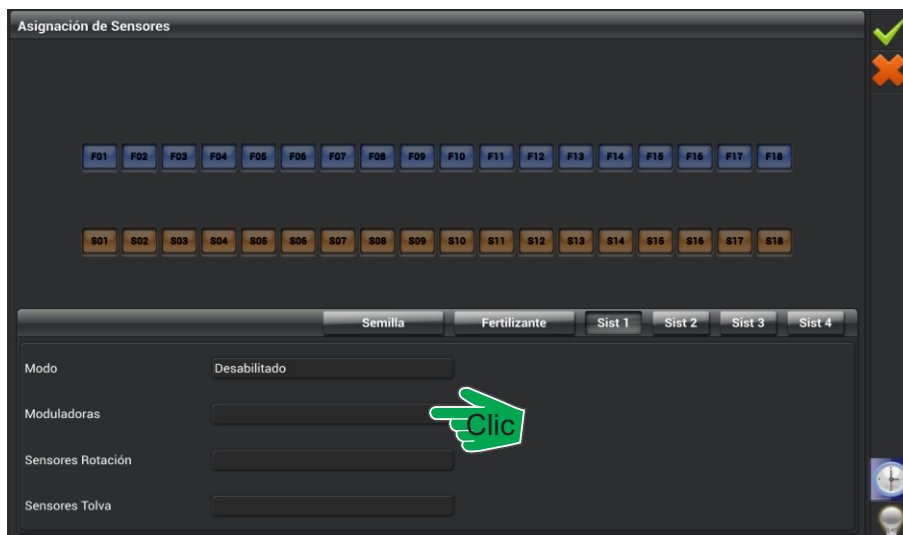 Asignación de Sensores
F01 F02 F03 F04 F05 F06 F07 F08 F09 F10 F11 F12 F13 F14 F15 F16 F17 F18
S01 S02 S03 S04 S05 S06 S07 S08 S09 S10 S11 S12 S13 S14 S15 S16 S17 S18
Semilla Fertilizante Sist 1 Sist 2 Sist 3 Sist 4
Modo Desabilitado
Moduladoras
Clic
Sensores Rotación
Sensores Tolva